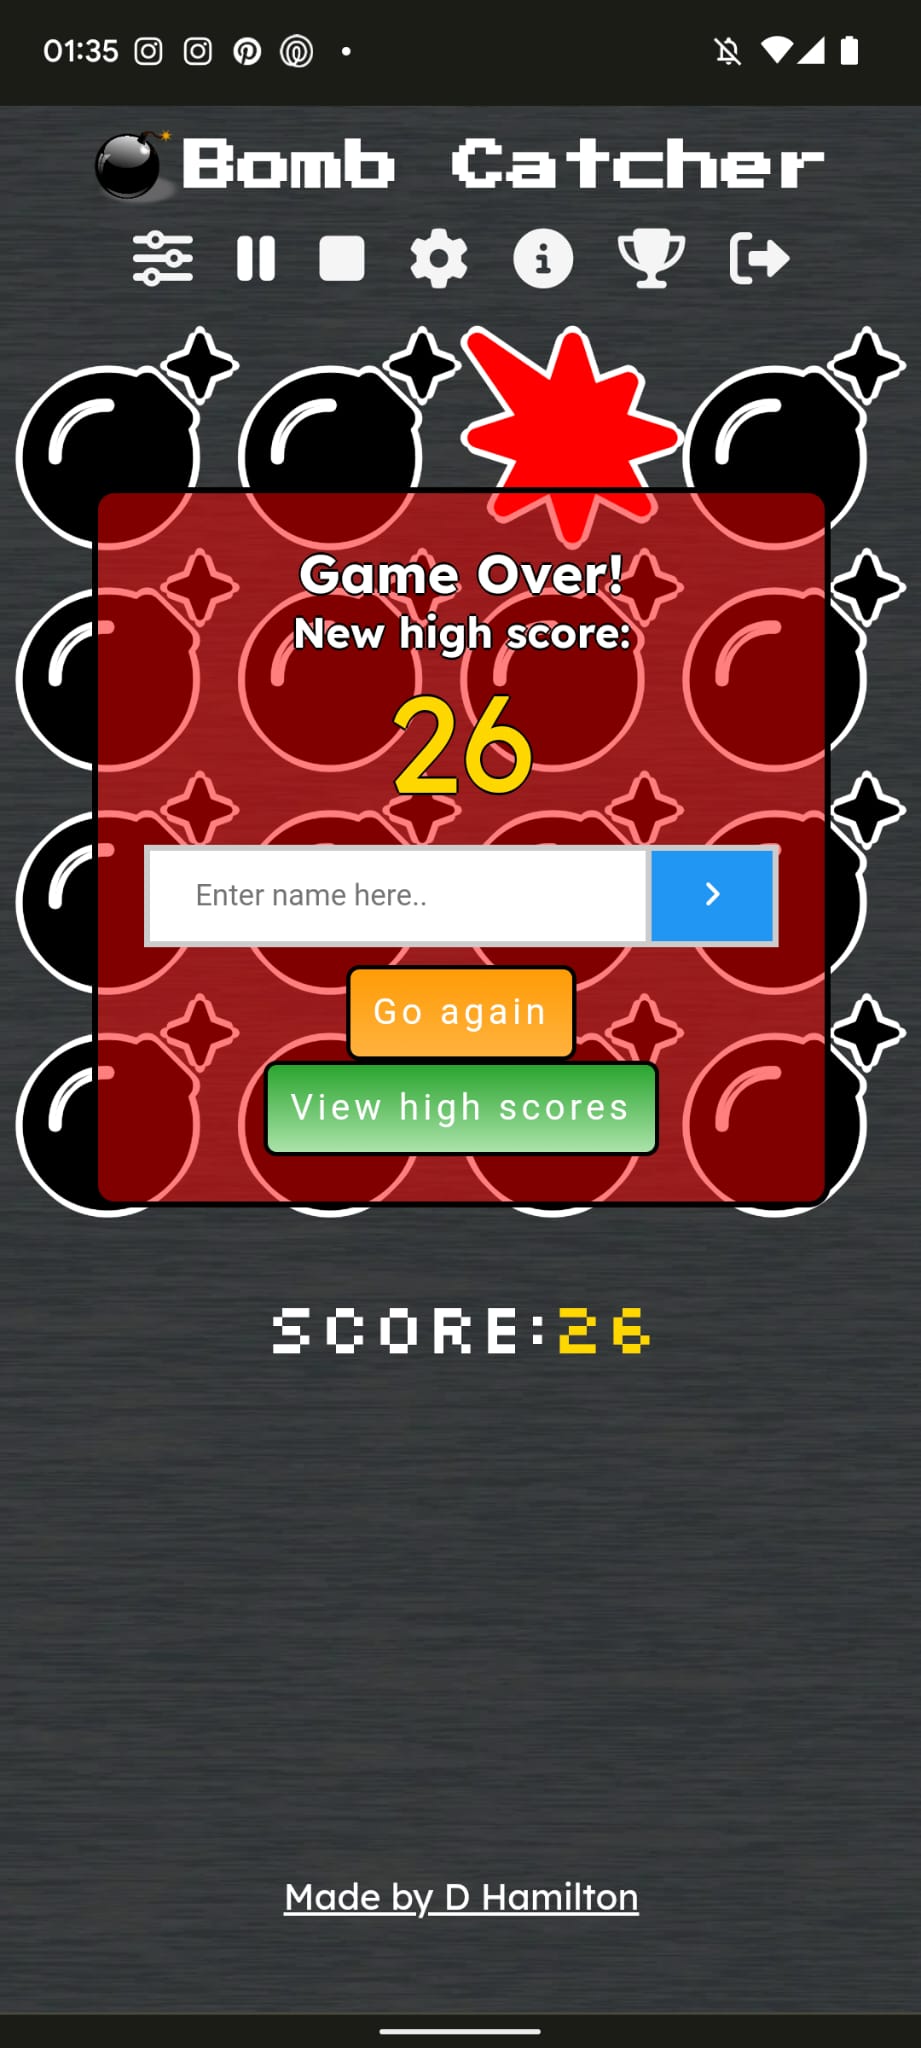 01:35
Bomb Catcher
Game Over!
New high score:
26
Enter name here..
Go again
View high scores
SCORE:26
Made by D Hamilton